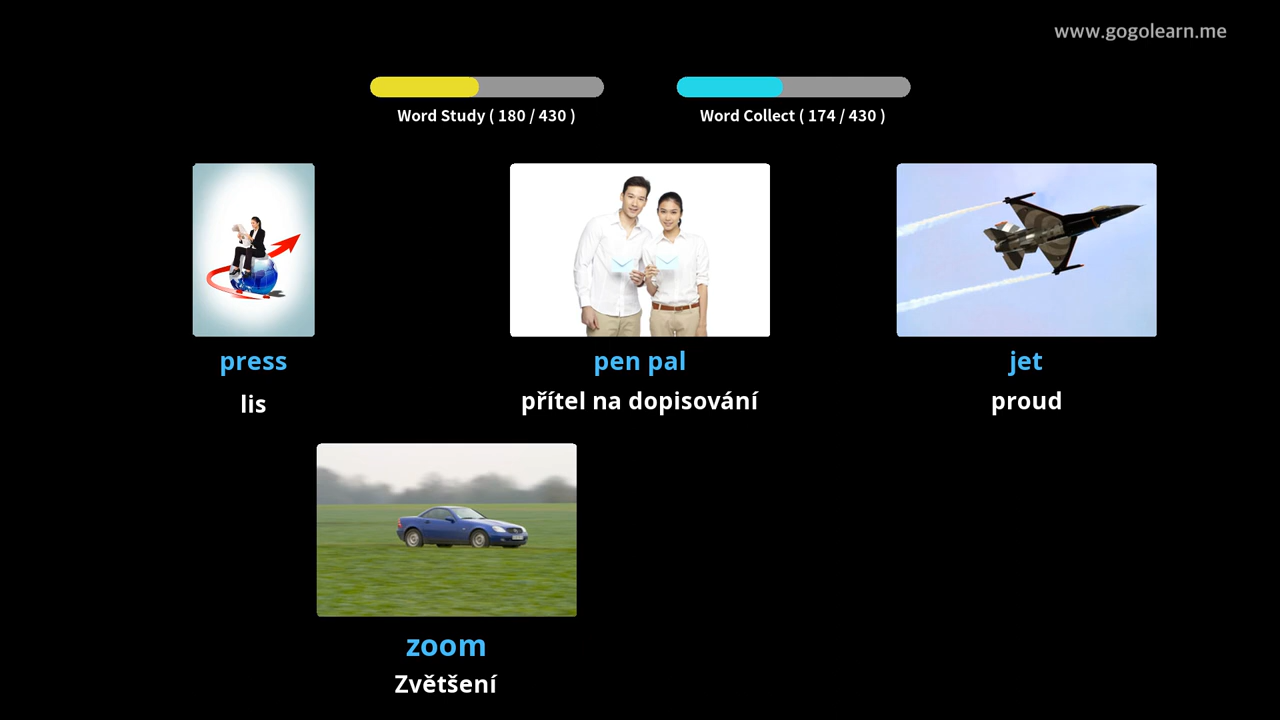 www.gogolearn.me
Word Study ( 180 / 430 )
Word Collect ( 174 / 430 )
press
pen pal
jet
lis
přítel na dopisování
proud
zoom
Zvětšení